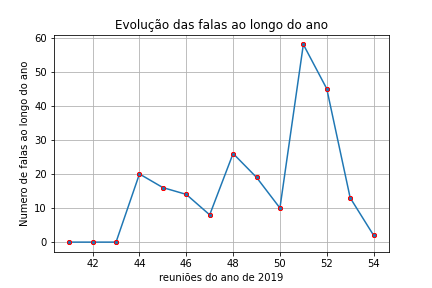 Evolução das falas ao longo do ano
Numero de falas ao longo do ano
60
50
40
30
20
10
0
42 44 46 48 50 52 54
reuniões do ano de 2019